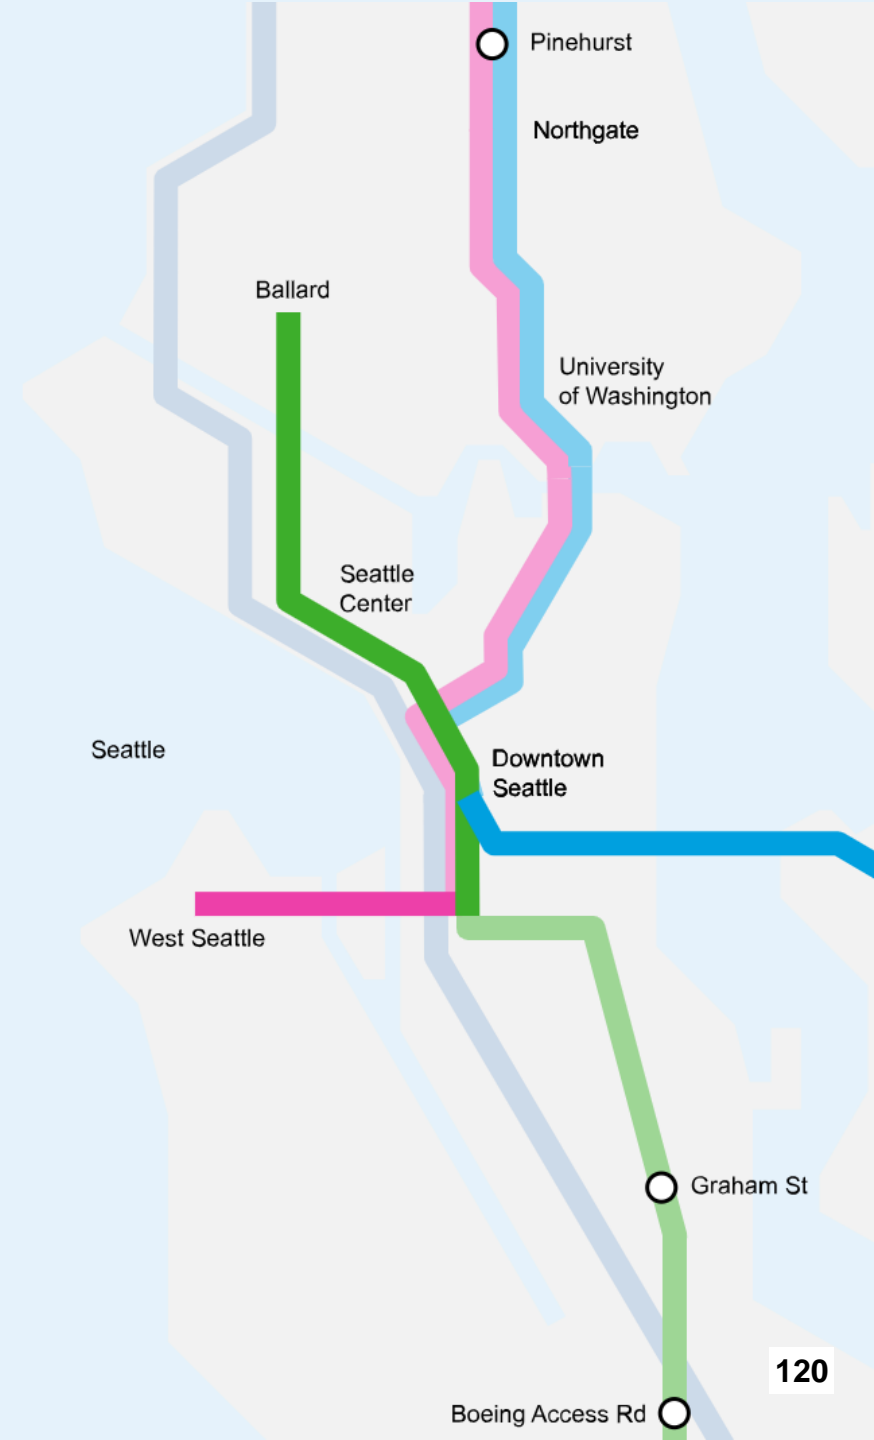 Pinehurst
Northgate
Ballard
University
of Washington
Seattle
Center
Seattle
Downtown
Seattle
West Seattle
Graham St
120
Boeing Access Rd